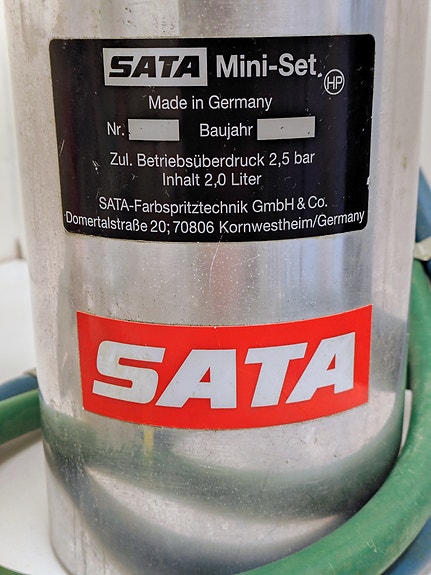 SATA Mini-Set HP
Made in Germany
Nr. Baujahr
Zul. Betriebsüberdruck 2,5 bar
Inhalt 2,0 Liter
SATA-Farbspritztechnik GmbH & Co.
Domertalstraße 20; 70806 Kornwestheim/Germany
SATA